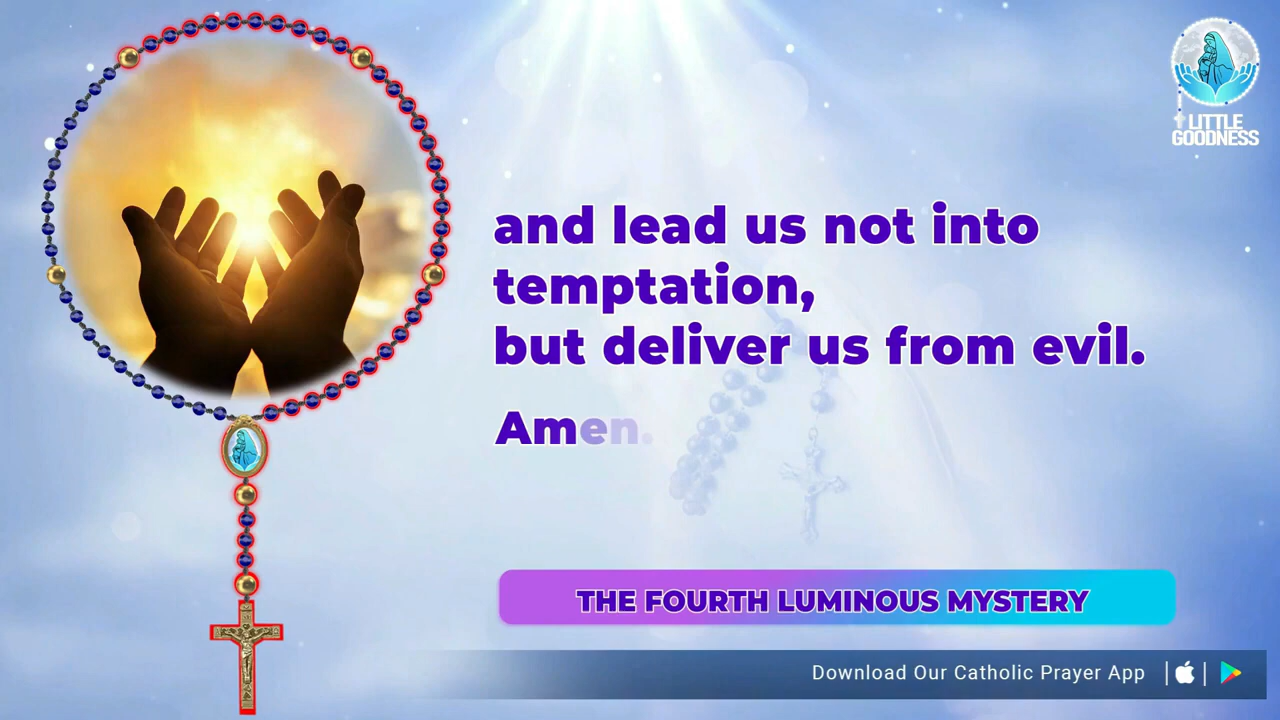 LITTLE
GOODNESS
and lead us not into
temptation,
but deliver us from evil.
Amen.
THE FOURTH LUMINOUS MYSTERY
Download Our Catholic Prayer App